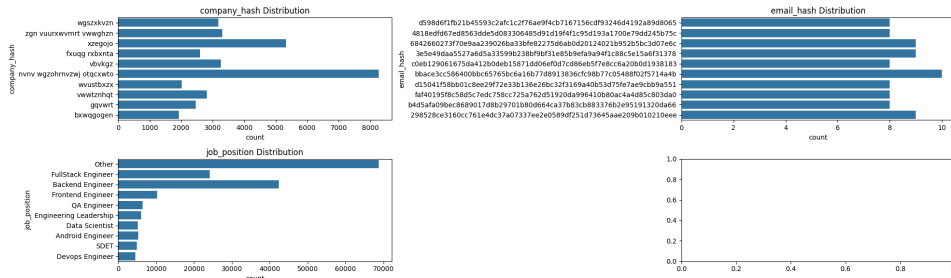 company_hash Distribution
company_hash
wgszxkvzn
zgn vuurxwvmrt vwwghzn
xzegojo
fxuqg rxbxnta
vbvkgz
nvnv wgzohrnvzwj otqcxwto
wvustbxzx
vwwtznhqt
gqvwrt
bxwqgogen
0 1000 2000 3000 4000 5000 6000 7000 8000
count
email_hash Distribution
email_hash
d598d6f1fb21b45593c2afc1c2f76ae9f4cb7167156cdf93246d4192a89d8065
4818edfd67ed8563dde5d083306485d91d19f4f1c95d193a1700e79dd245b75c
6842660273f70e9aa239026ba33bfe82275d6ab0d20124021b952b5bc3d07e6c
3e5e49daa5527a6d5a33599b238bf9bf31e85b9efa9a94f1c88c5e15a6f31378
c0eb129061675da412b0deb15871dd06ef0d7cd86eb5f7e8cc6a20b0d1938183
bbace3cc586400bbc65765bc6a16b77d8913836cfc98b77c05488f02f5714a4b
d15041f58bb01c8ee29f72e33b136e26bc32f3169a40b53d75fe7ae9cbb9a551
faf40195f8c58d5c7edc758cc725a762d51920da996410b80ac4a4d85c803da0
b4d5afa09bec8689017d8b29701b80d664ca37b83cb883376b2e95191320da66
298528ce3160cc761e4dc37a07337ee2e0589df251d73645aae209b010210eee
0 2 4 6 8 10
count
job_position Distribution
job_position
Other
FullStack Engineer
Backend Engineer
Frontend Engineer
QA Engineer
Engineering Leadership
Data Scientist
Android Engineer
SDET
Devops Engineer
0 10000 20000 30000 40000 50000 60000 70000
count
1.0
0.8
0.6
0.4
0.2
0.0
0.0 0.2 0.4 0.6 0.8